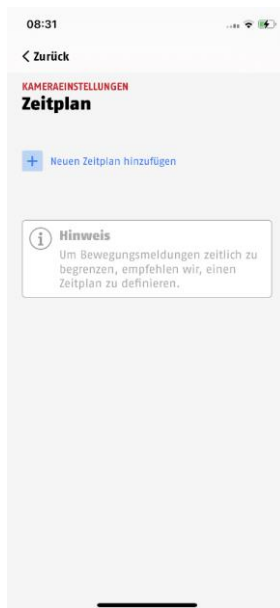 08:31
Zurück
KAMERAEINSTELLUNGEN
Zeitplan
Neuen Zeitplan hinzufügen
Hinweis
Um Bewegungsmeldungen zeitlich zu
begrenzen, empfehlen wir, einen
Zeitplan zu definieren.